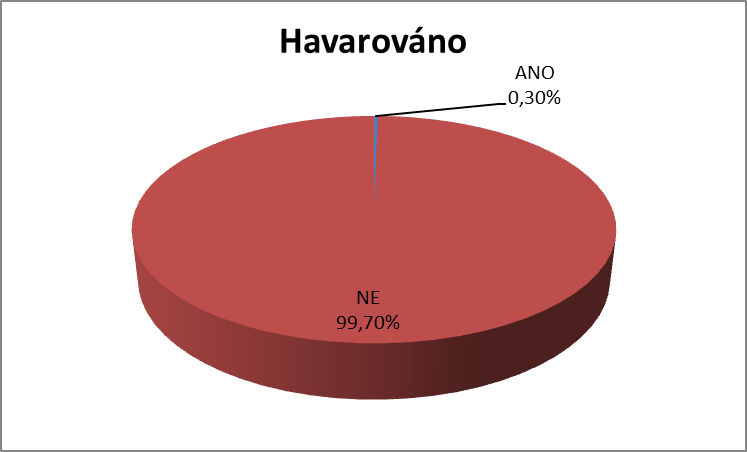 Havarováno
ANO
0,30%
NE
99,70%